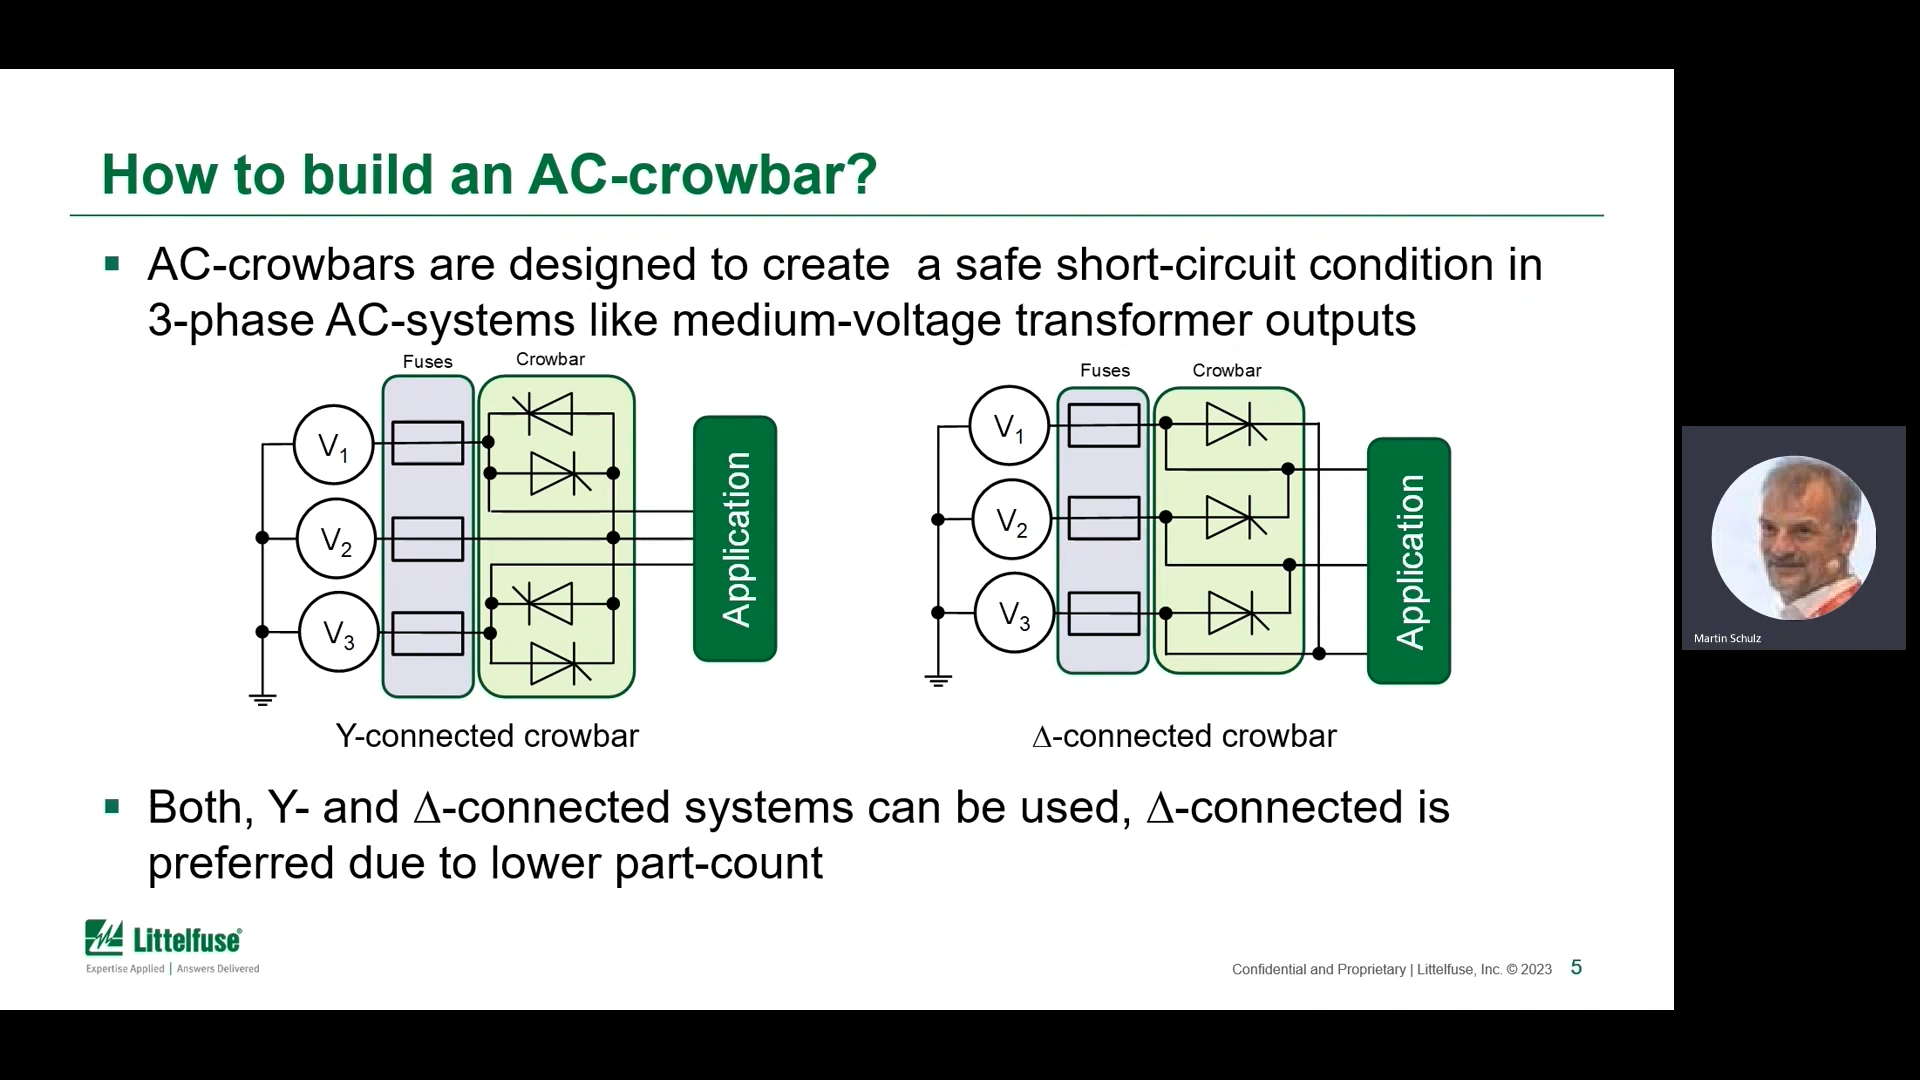 How to build an AC-crowbar?
▪ AC-crowbars are designed to create  a safe short-circuit condition in
3-phase AC-systems like medium-voltage transformer outputs
Fuses
Crowbar
V1
V2
V3
Application
Y-connected crowbar
Fuses
Crowbar
V1
V2
V3
Application
Δ-connected crowbar
▪ Both, Y- and Δ-connected systems can be used, Δ-connected is
preferred due to lower part-count
Littelfuse®
Expertise Applied | Answers Delivered
Confidential and Proprietary | Littelfuse, Inc. © 2023 5
Martin Schulz